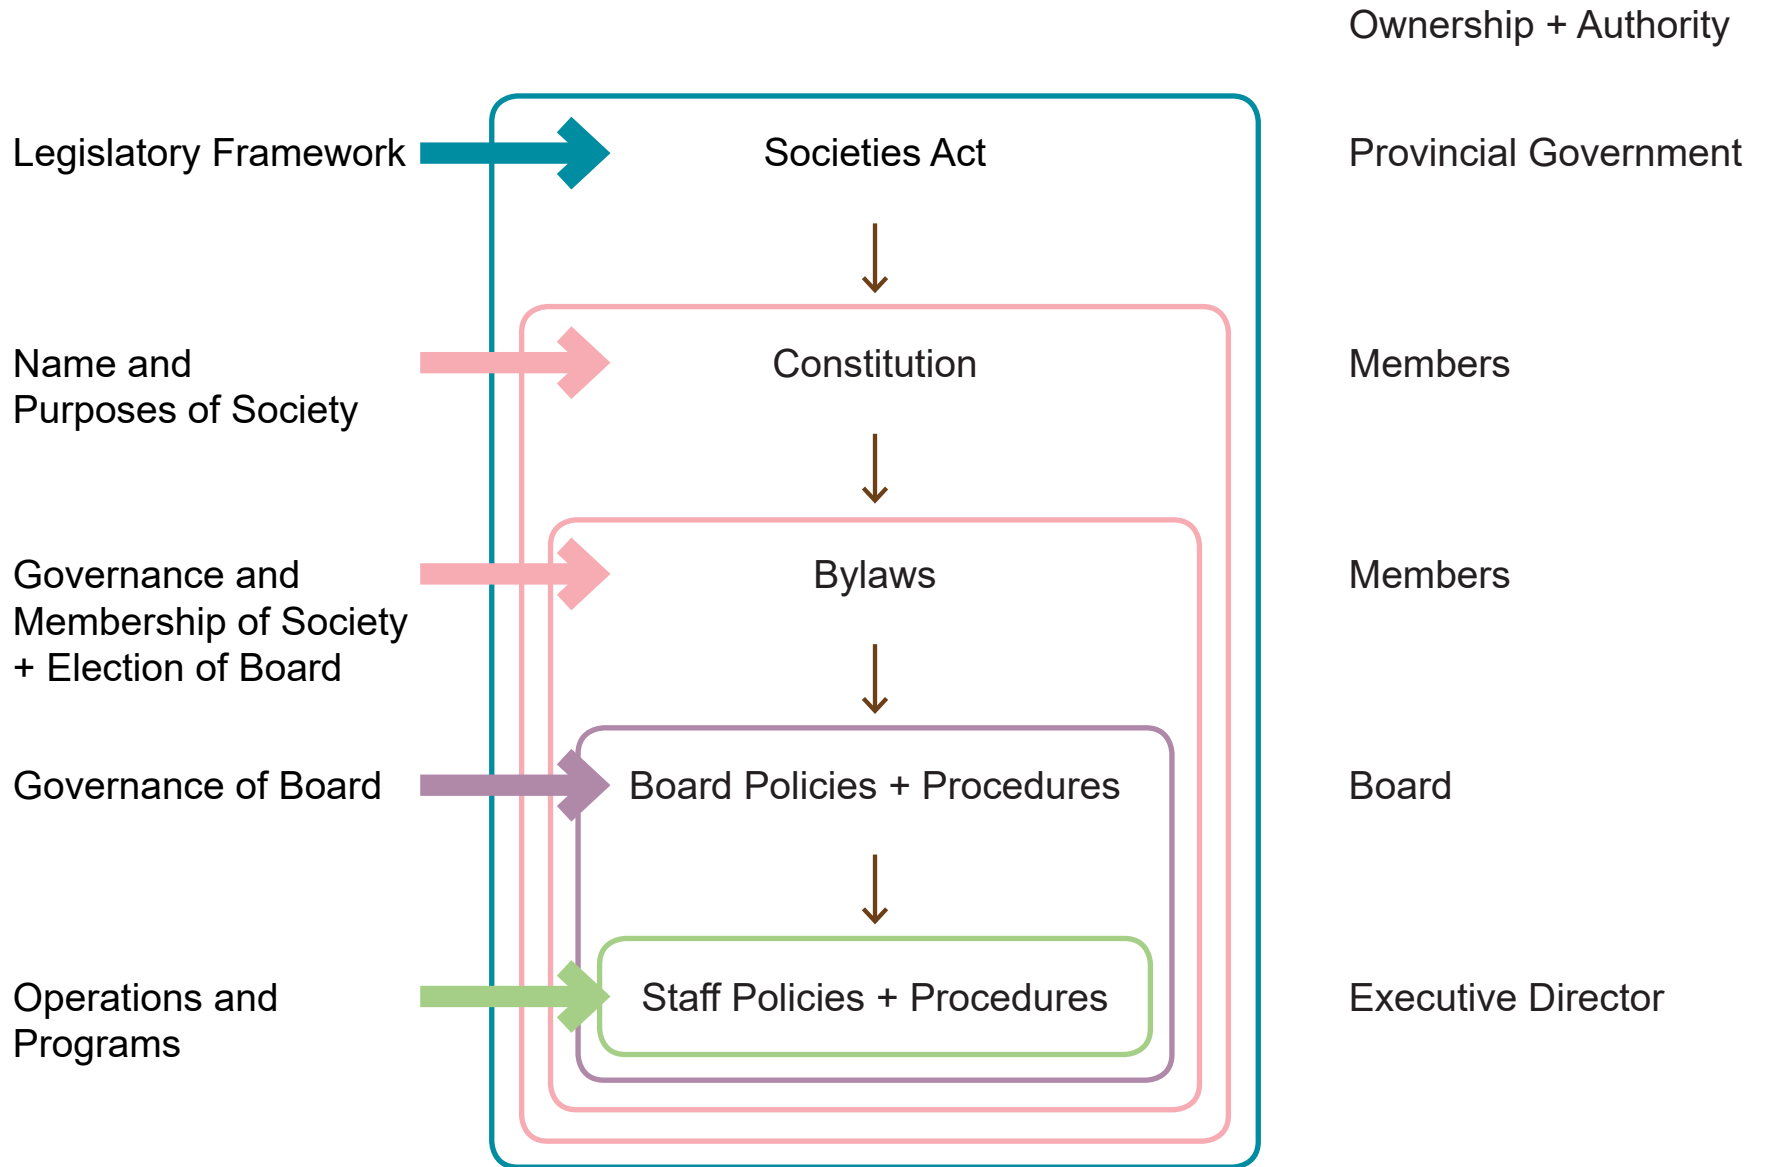 Ownership + Authority
Legislatory Framework
Societies Act
Provincial Government
Name and
Purposes of Society
Constitution
Members
Governance and
Membership of Society
+ Election of Board
Bylaws
Members
Governance of Board
Board Policies + Procedures
Board
Operations and
Programs
Staff Policies + Procedures
Executive Director